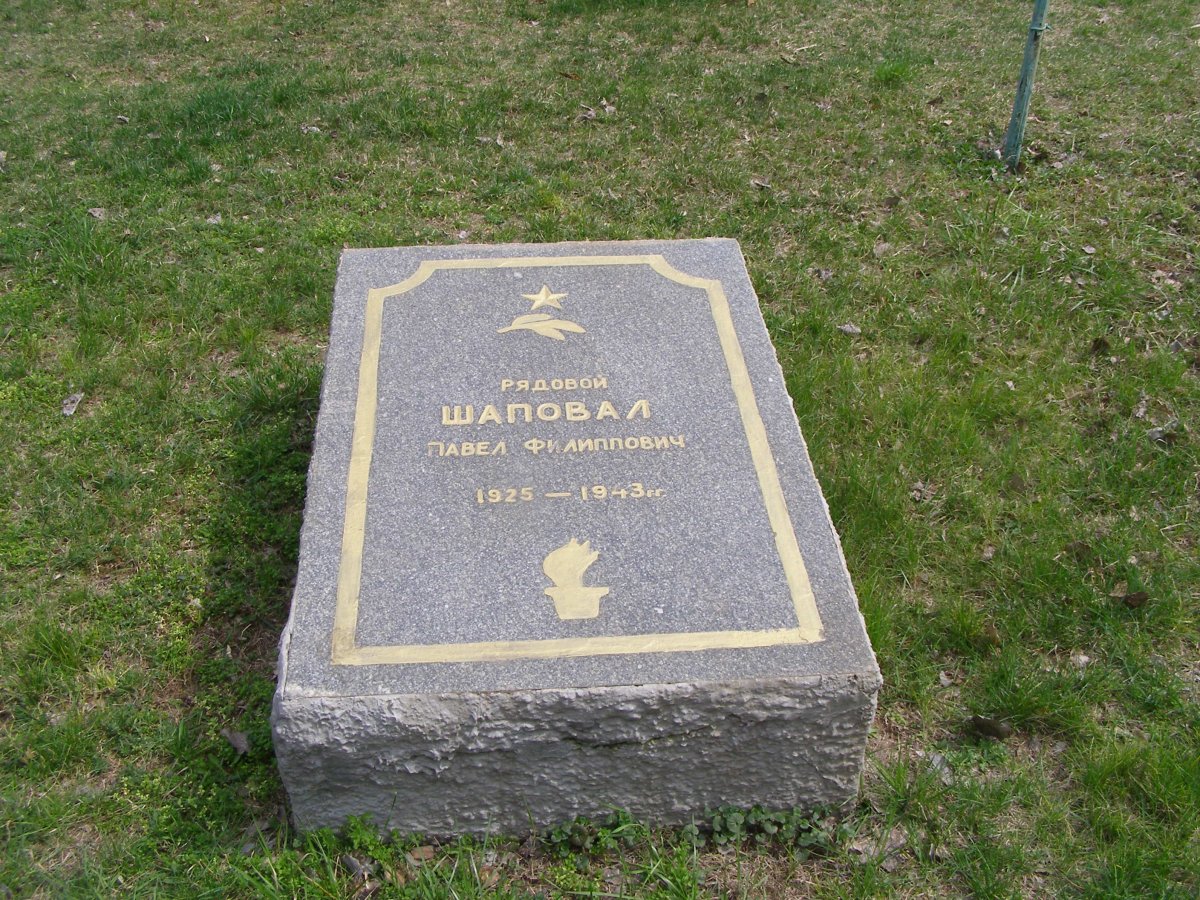 РЯДОВОЙ
ШАПОВАЛ
ПАВЕЛ ФИЛИППОВИЧ
1925 — 1943гг.